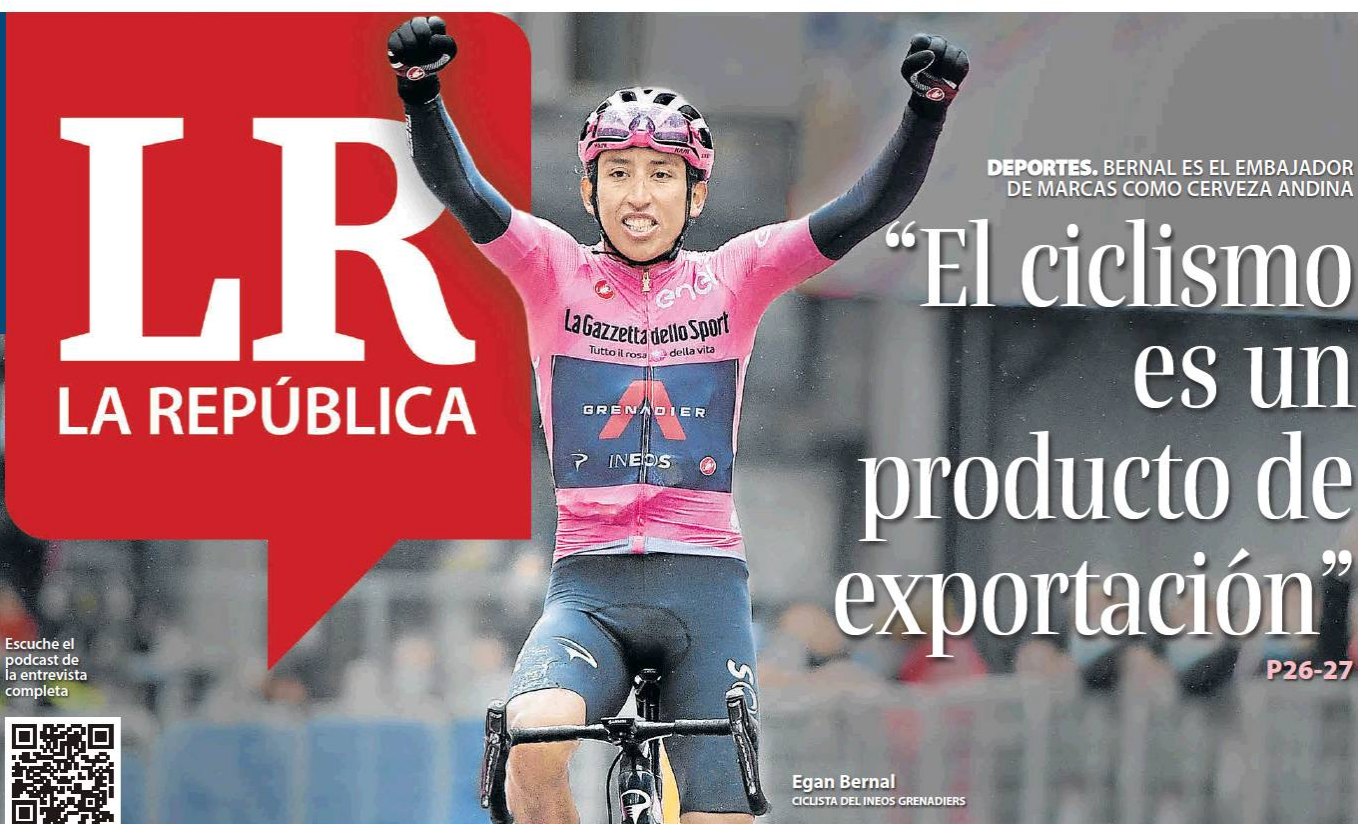 LR
LA REPÚBLICA
DEPORTES. BERNAL ES EL EMBAJADOR
DE MARCAS COMO CERVEZA ANDINA
“El ciclismo
es un
producto de
exportación”
P26-27
enel
La Gazzetta dello Sport
Tutto il rosa della vita
GRENADIER
INEOS
Escuche el
podcast de
la entrevista
completa
Egan Bernal
CICLISTA DEL INEOS GRENADIERS